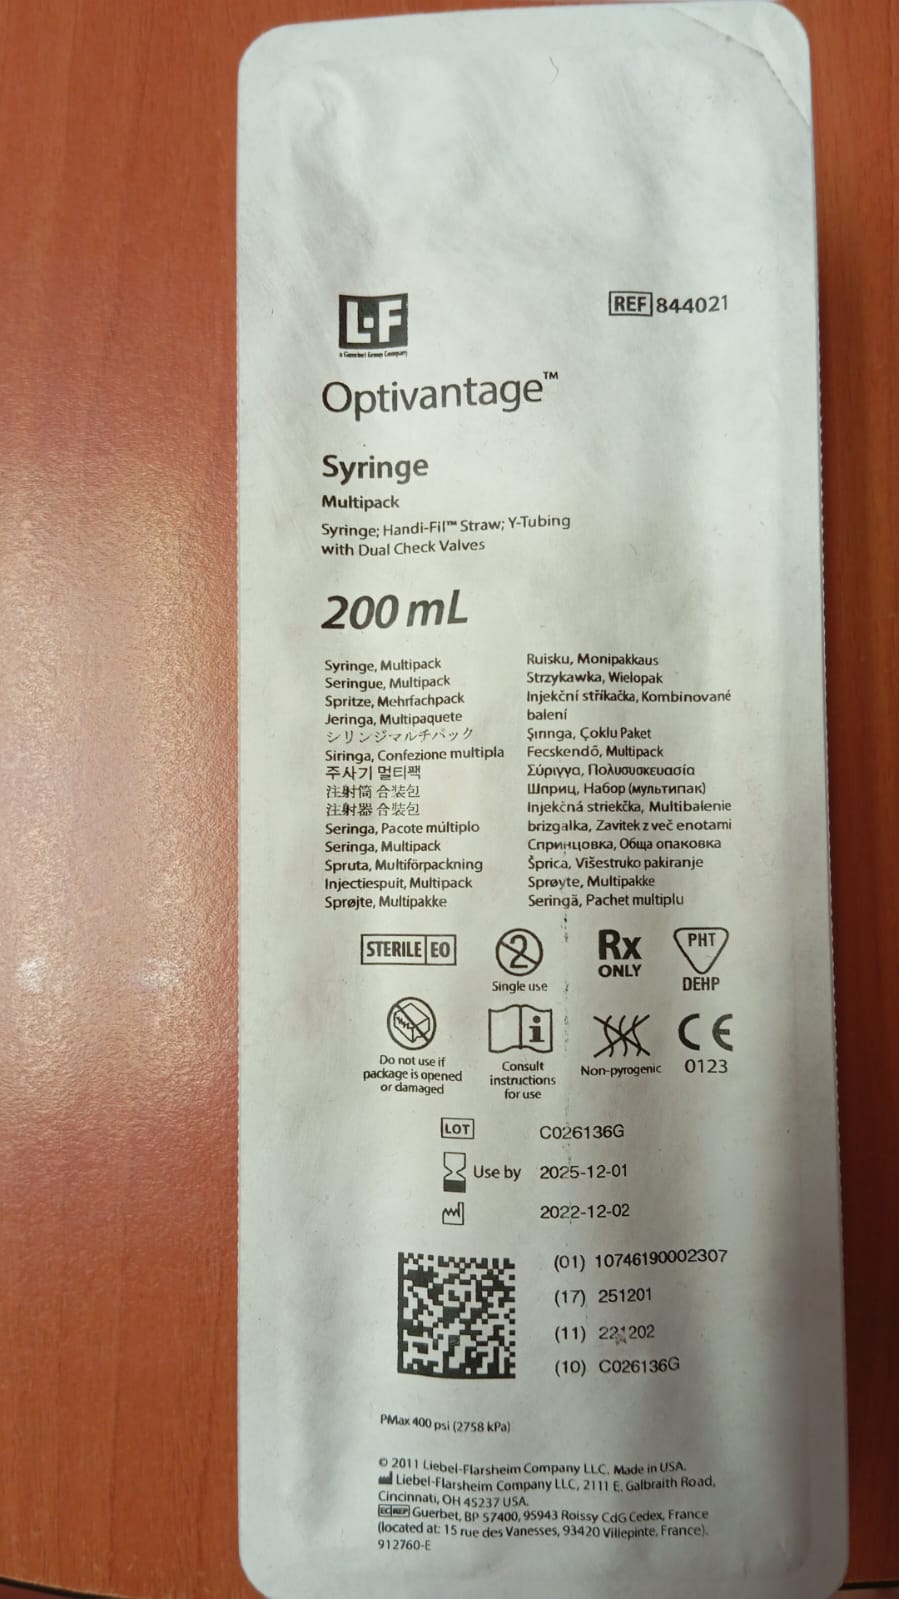 L·F
a Guerbet Group Company
REF 844021
Optivantage™
Syringe
Multipack
Syringe; Handi-Fil™ Straw; Y-Tubing
with Dual Check Valves
200 mL
Syringe, Multipack
Seringue, Multipack
Spritze, Mehrfachpack
Jeringa, Multipaquete
シリンジマルチパック
Siringa, Confezione multipla
주사기 멀티팩
注射筒 合装包
注射器 合裝包
Seringa, Pacote múltiplo
Seringa, Multipack
Spruta, Multiförpackning
Injectiespuit, Multipack
Sprøjte, Multipakke
Ruisku, Monipakkaus
Strzykawka, Wielopak
Injekční stříkačka, Kombinované
balení
Şırınga, Çoklu Paket
Fecskendő, Multipack
Σύριγγα, Πολυσυσκευασία
Шприц, Набор (мультипак)
Injekčná striekčka, Multibalenie
brizgalka, Zavitek z več enotami
Спринцовка, Обща опаковка
Šprica, Višestruko pakiranje
Sprøyte, Multipakke
Seringă, Pachet multiplu
STERILE EO
2
Single use
Rx
ONLY
PHT
DEHP
Do not use if
package is opened
or damaged
i
Consult
instructions
for use
Non-pyrogenic
CE
0123
LOT C026136G
Use by 2025-12-01
2022-12-02
(01) 10746190002307
(17) 251201
(11) 221202
(10) C026136G
PMax 400 psi (2758 kPa)
© 2011 Liebel-Flarsheim Company LLC. Made in USA.
Liebel-Flarsheim Company LLC, 2111 E. Galbraith Road,
Cincinnati, OH 45237 USA.
EC REP Guerbet, BP 57400, 95943 Roissy CdG Cedex, France
(located at: 15 rue des Vanesses, 93420 Villepinte, France).
912760-E